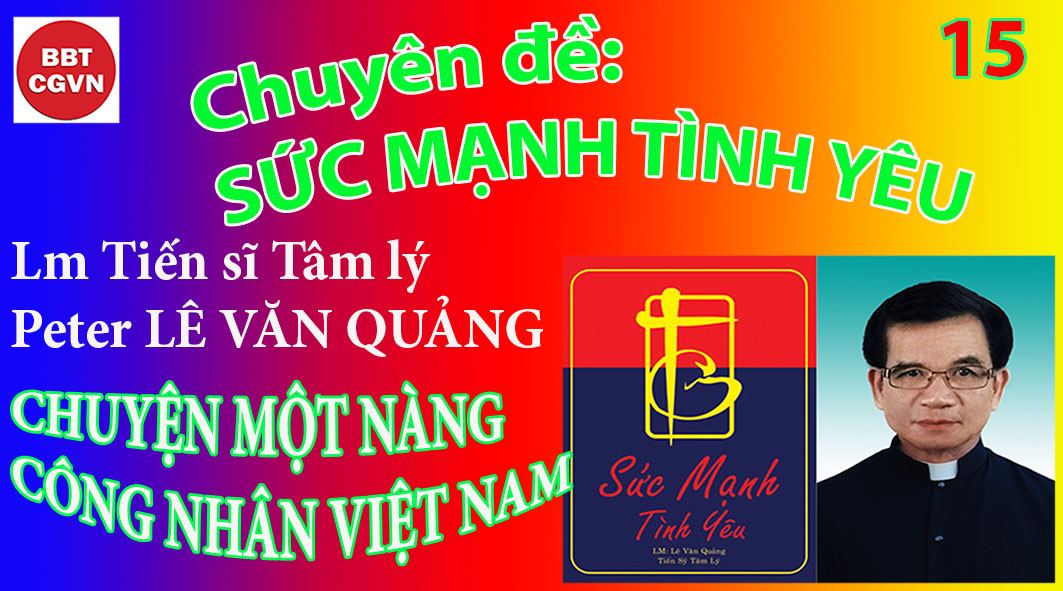 BBT
CGVN
15
Chuyên đề:
SỨC MẠNH TÌNH YÊU
Lm Tiến sĩ Tâm lý
Peter LÊ VĂN QUẢNG
CHUYỆN MỘT NÀNG
CÔNG NHÂN VIỆT NAM
Sức Mạnh
Tình Yêu
LM: Lê Văn Quảng
Tiến Sỹ Tâm Lý